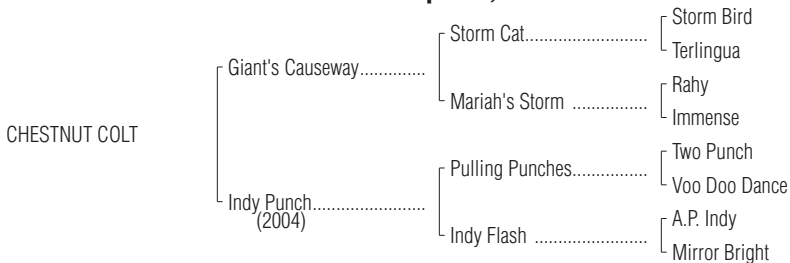 Storm Bird
Storm Cat..............................
Terlingua
Giant's Causeway..............
Rahy
Mariah's Storm ..................
Immense
CHESTNUT COLT
Two Punch
Pulling Punches..................
Voo Doo Dance
Indy Punch..........................
(2004)
A.P. Indy
Indy Flash ...........................
Mirror Bright